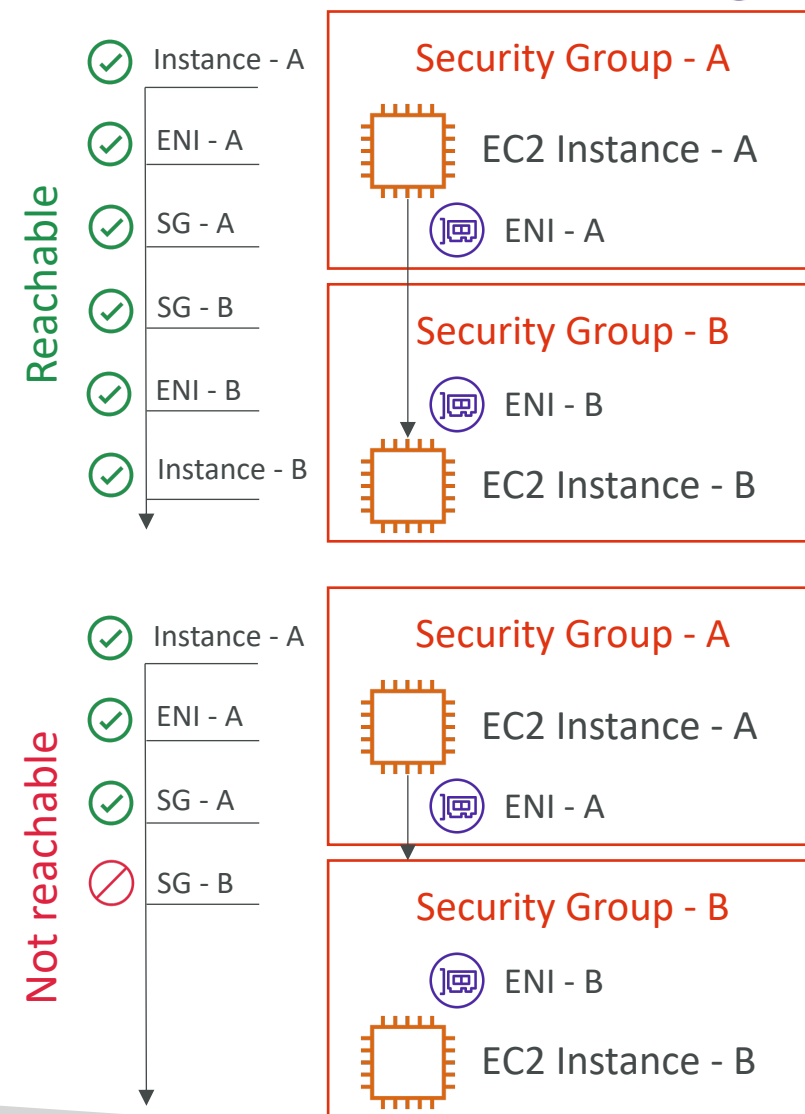 Reachable
Instance - A
ENI - A
SG - A
SG - B
ENI - B
Instance - B
Security Group - A
EC2 Instance - A
ENI - A
Security Group - B
ENI - B
EC2 Instance - B
Not reachable
Instance - A
ENI - A
SG - A
SG - B
Security Group - A
EC2 Instance - A
ENI - A
Security Group - B
ENI - B
EC2 Instance - B